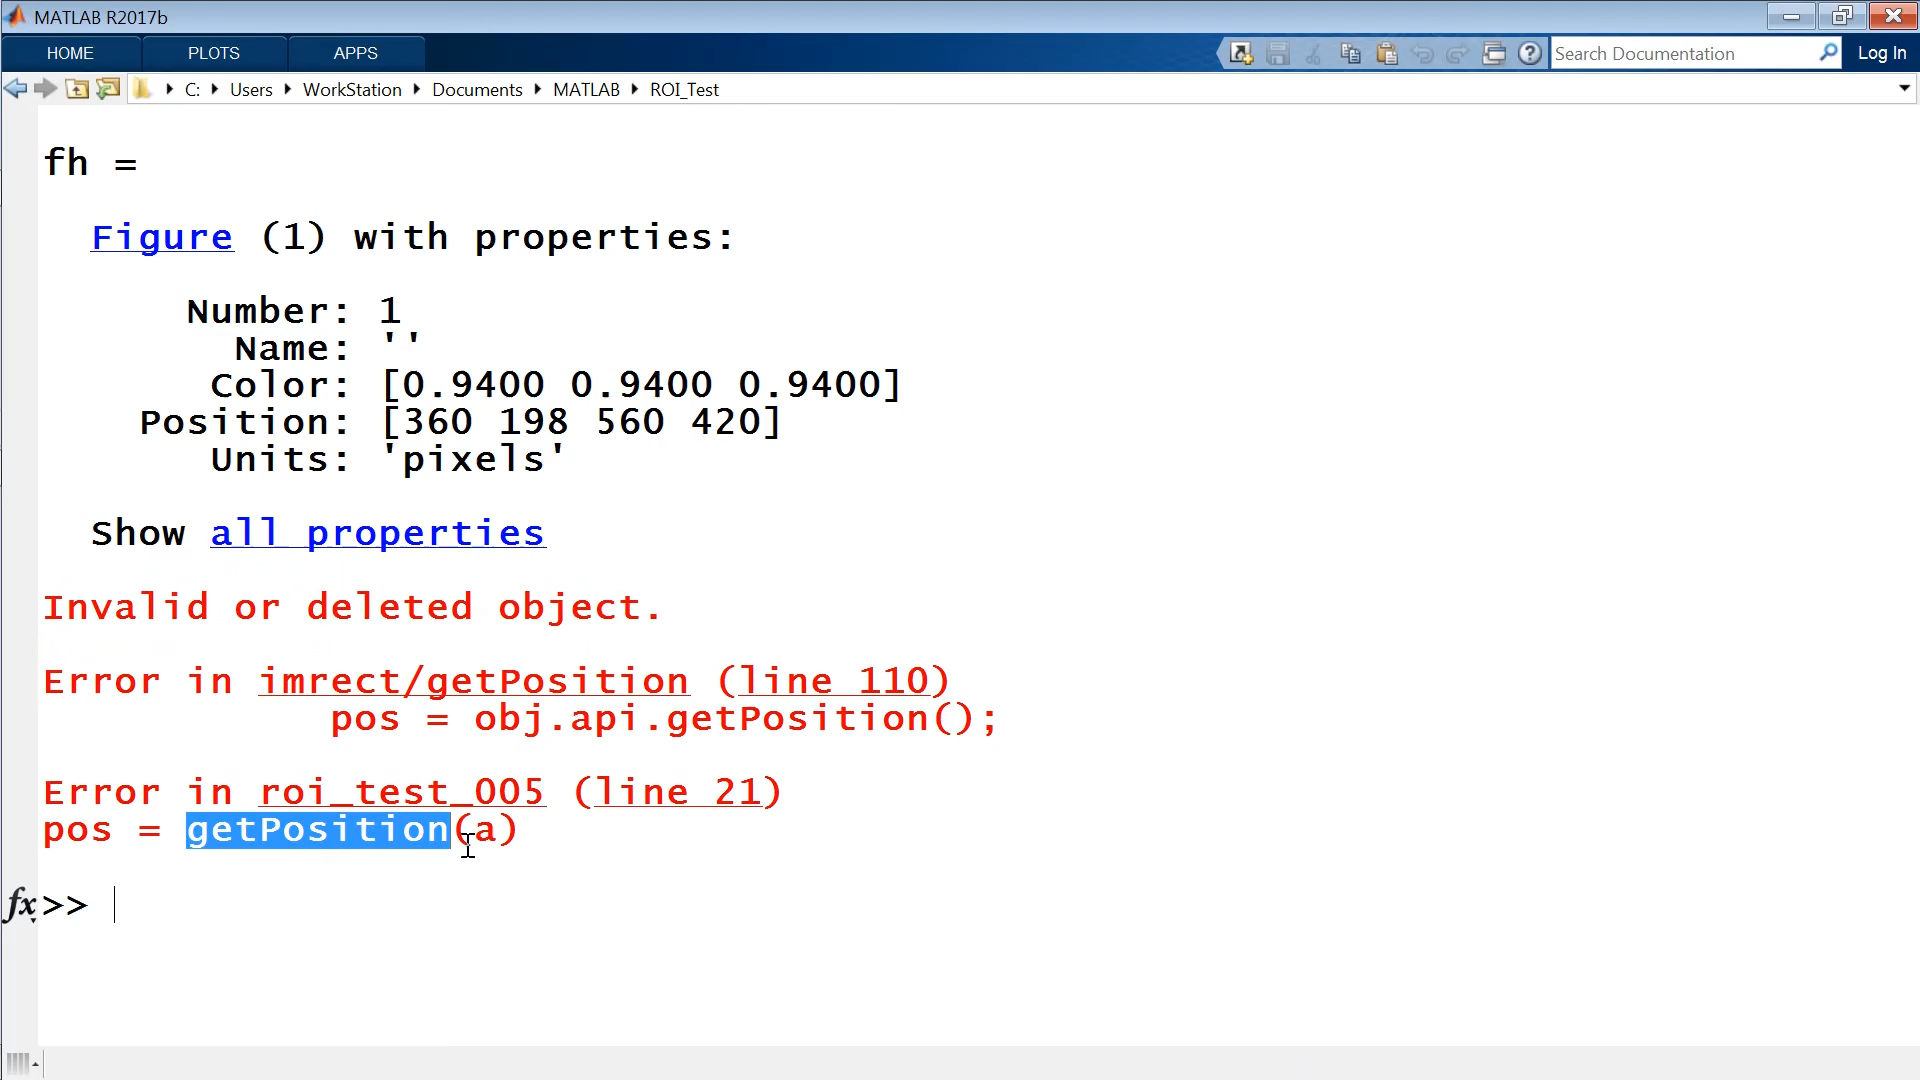 MATLAB R2017b
HOME PLOTS APPS
Search Documentation
Log In
C: Users WorkStation Documents MATLAB ROI_Test
fh =
Figure (1) with properties:
Number: 1
Name: ''
Color: [0.9400 0.9400 0.9400]
Position: [360 198 560 420]
Units: 'pixels'
Show all properties
Invalid or deleted object.
Error in imrect/getPosition (line 110)
pos = obj.api.getPosition();
Error in roi_test_005 (line 21)
pos = getPosition(a)
fx >>